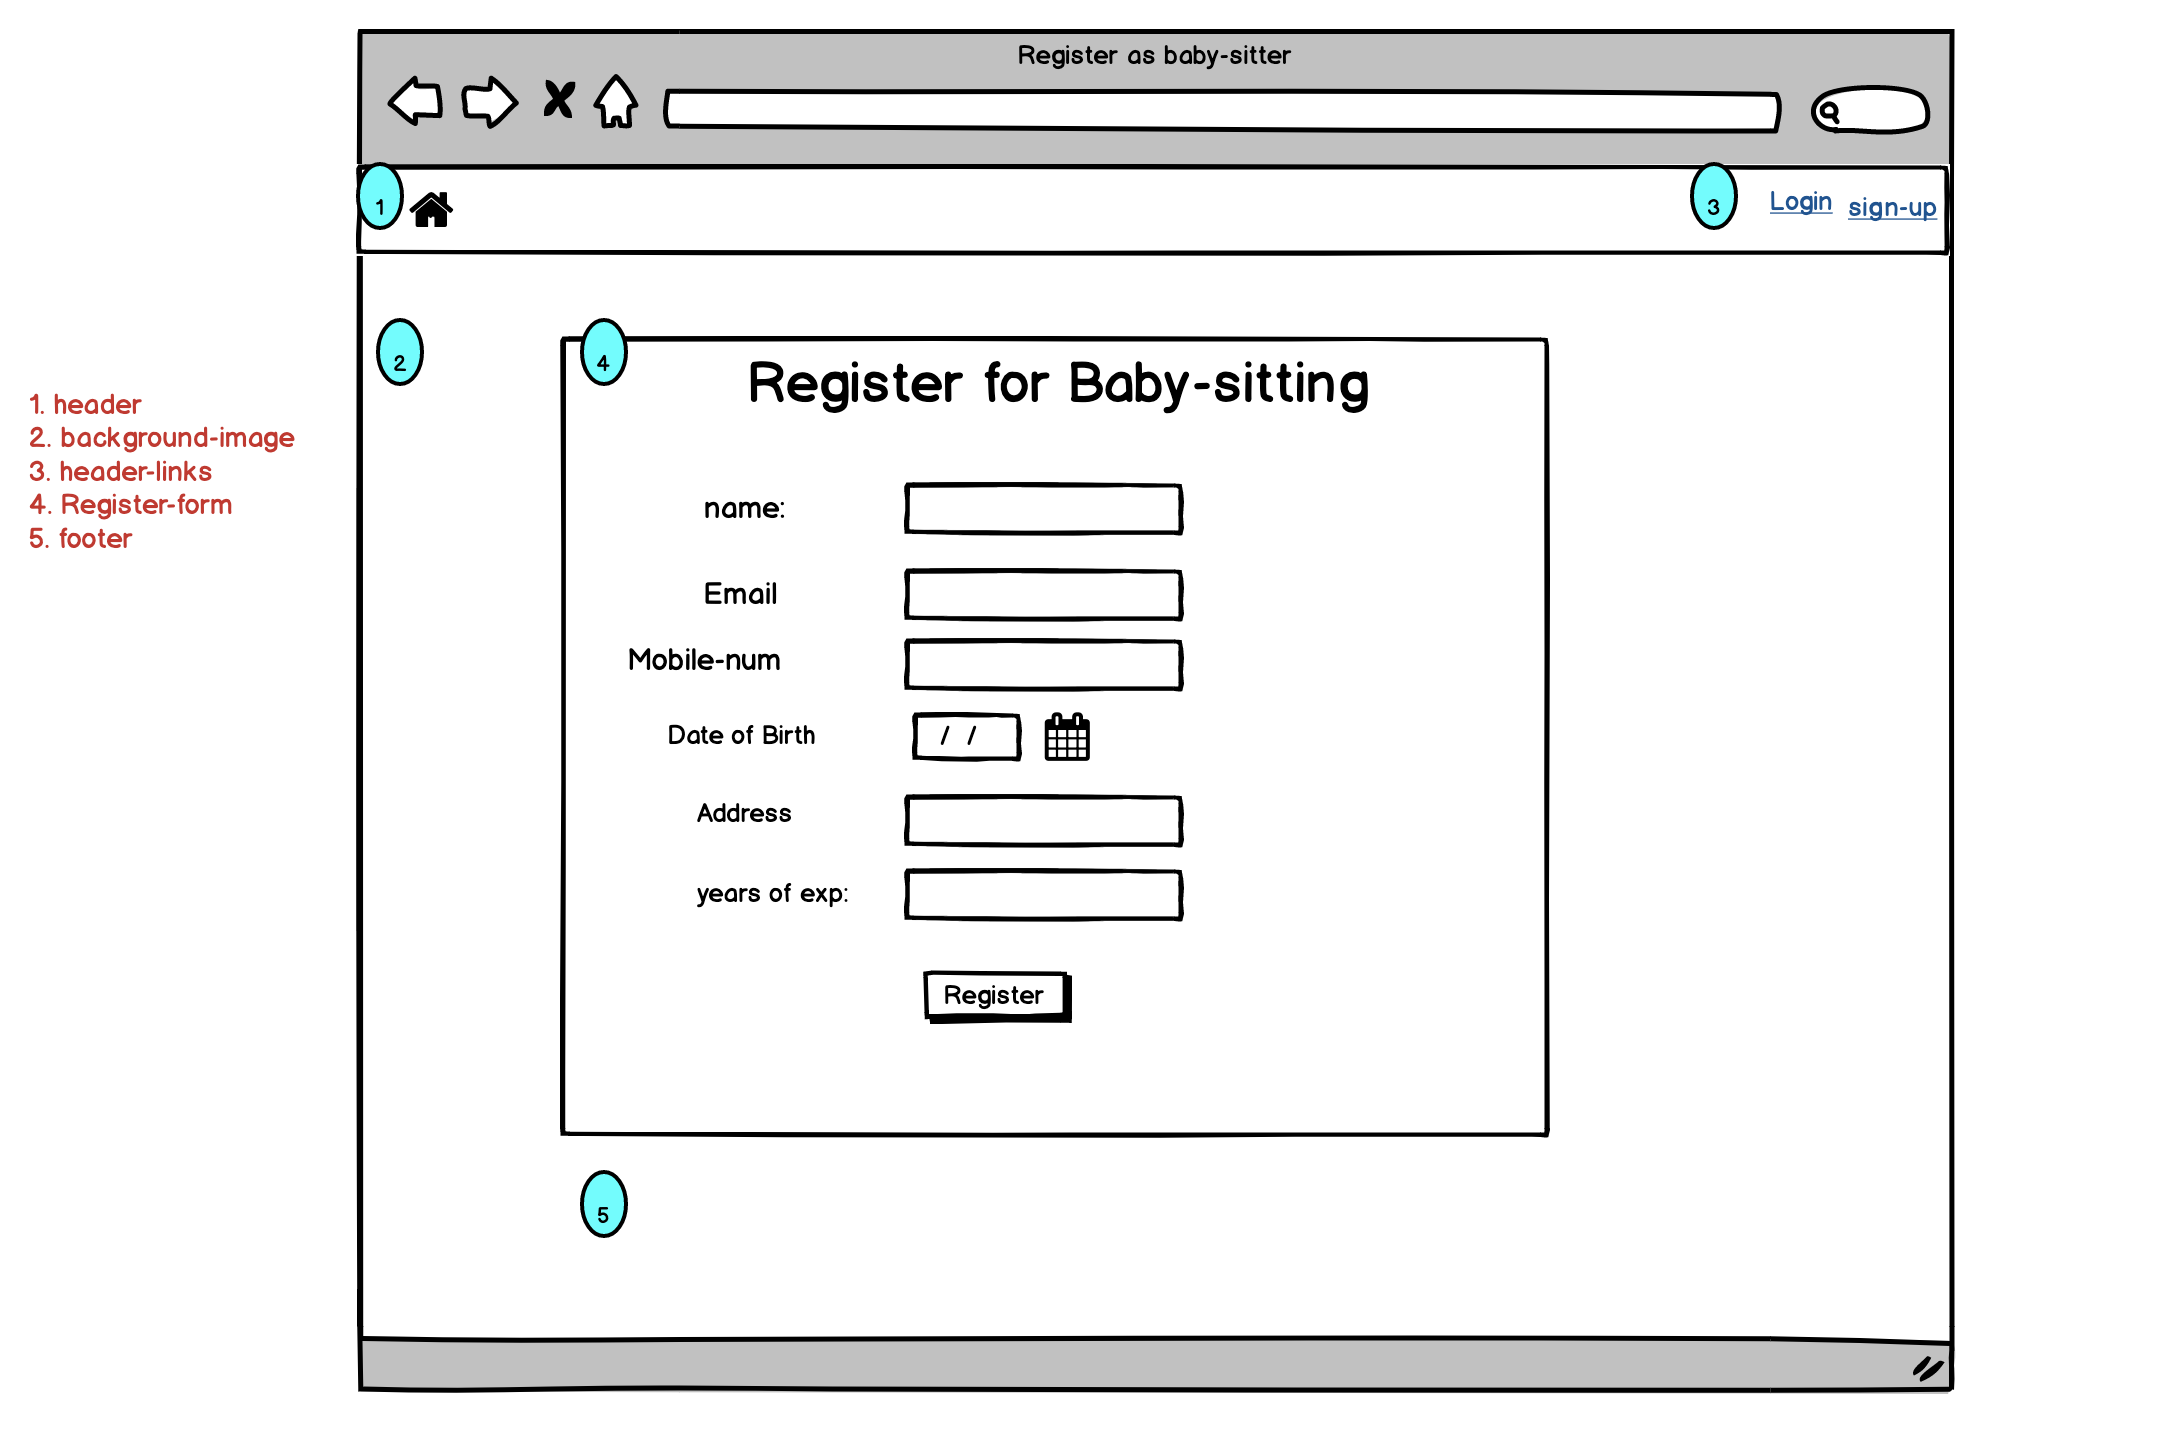 Register as baby-sitter
1
3
Login sign-up
2
4
Register for Baby-sitting
1. header
2. background-image
3. header-links
4. Register-form
5. footer
name:
Email
Mobile-num
Date of Birth
/ /
Address
years of exp:
Register
5